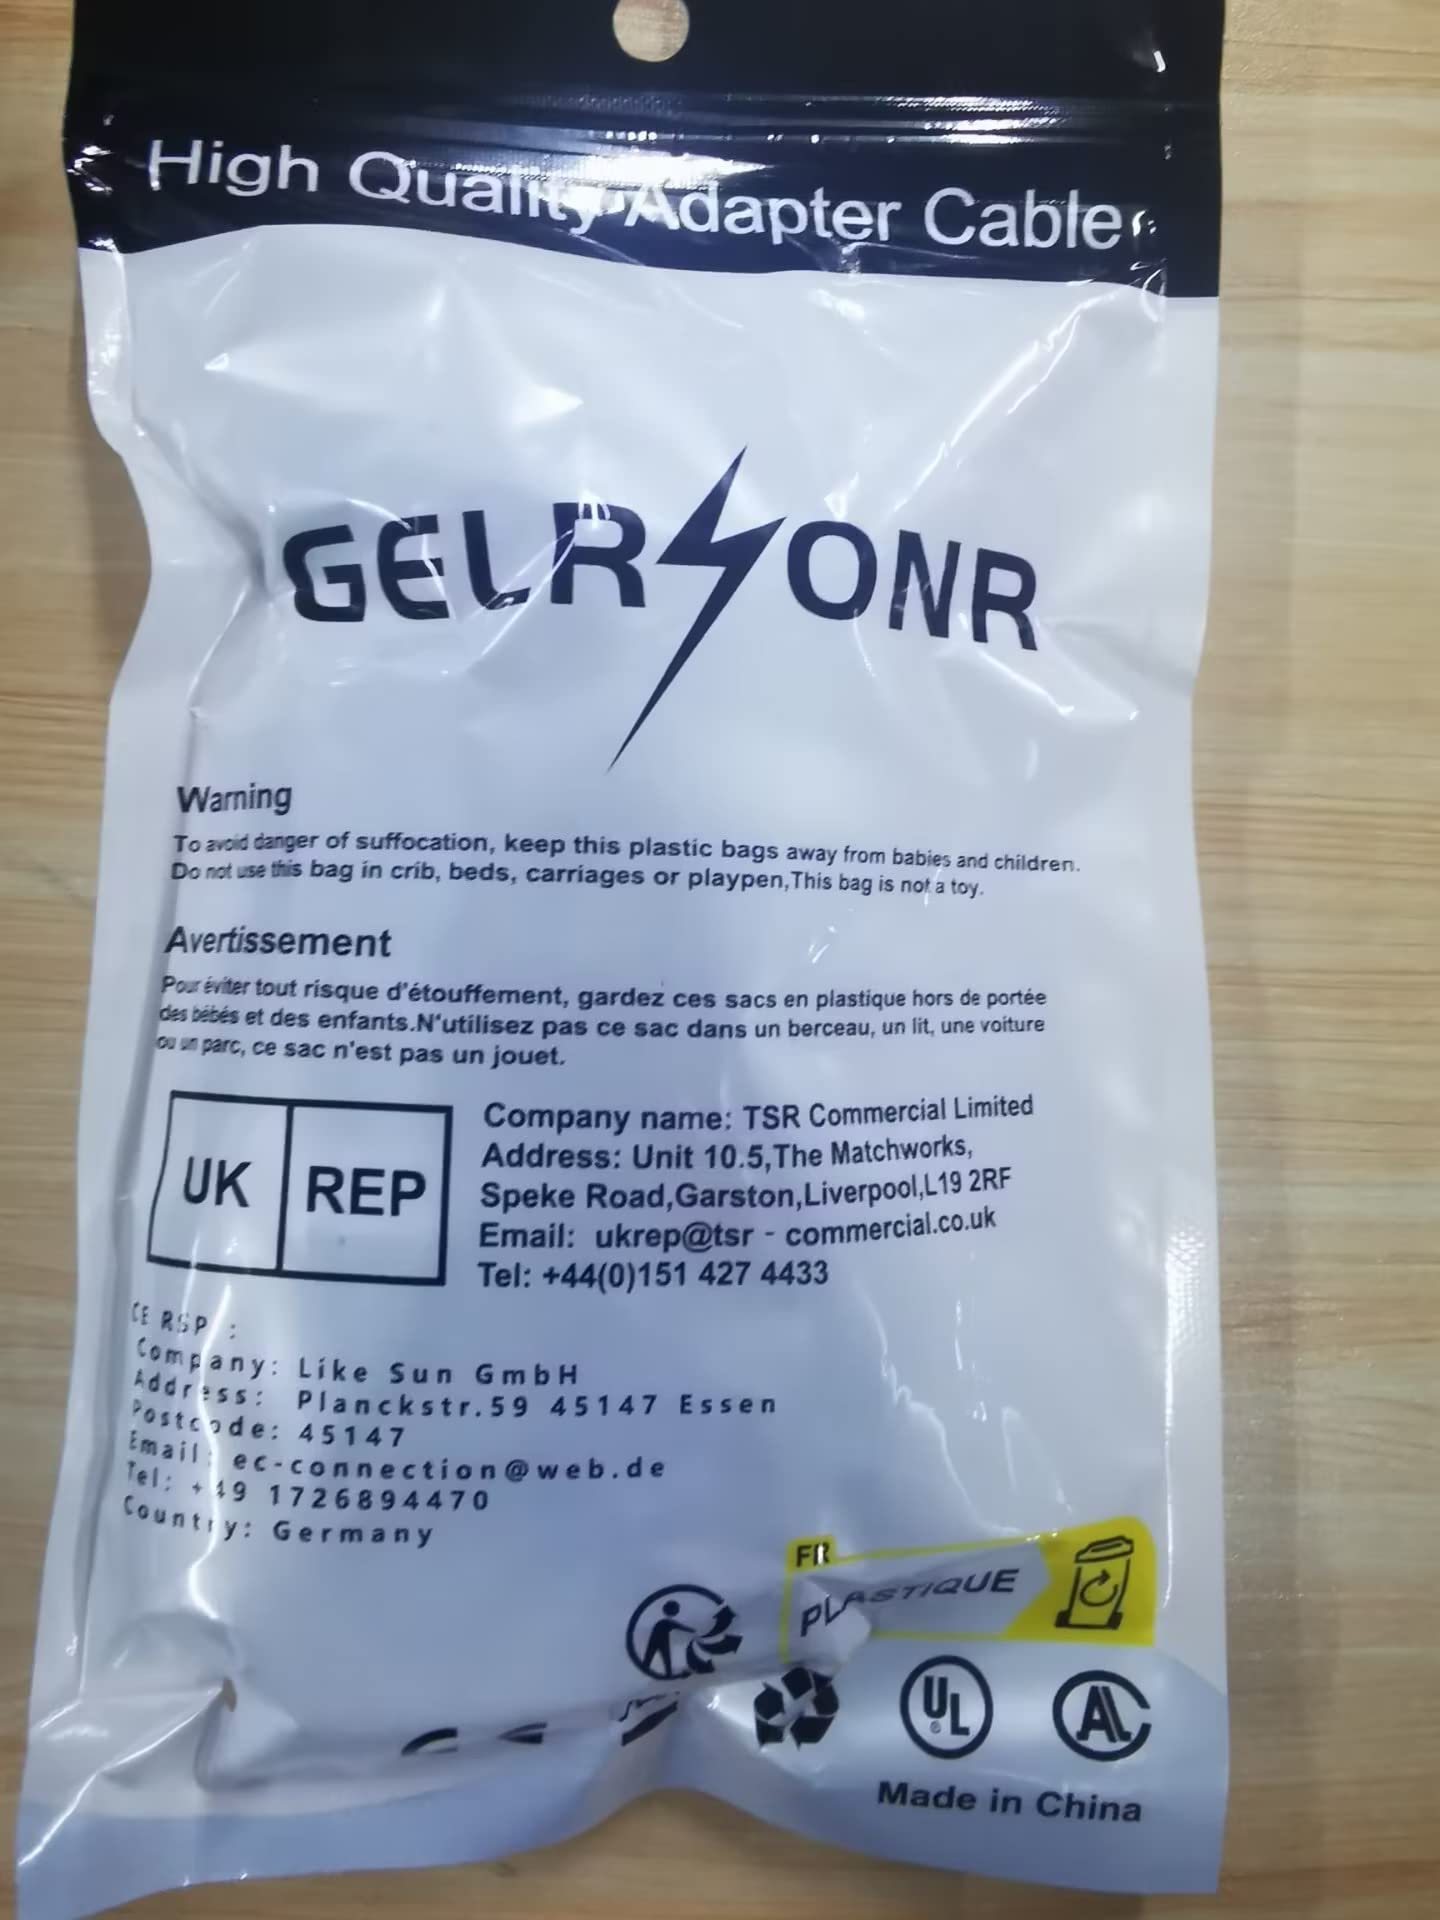 High Quality Adapter Cable
GELRSONR
Warning
To avoid danger of suffocation, keep this plastic bags away from babies and children.
Do not use this bag in crib, beds, carriages or playpen,This bag is not a toy.
Avertissement
Pour éviter tout risque d'étouffement, gardez ces sacs en plastique hors de portée
des bébés et des enfants.N'utilisez pas ce sac dans un berceau, un lit, une voiture
ou un parc, ce sac n'est pas un jouet.
UK REP
Company name: TSR Commercial Limited
Address: Unit 10.5,The Matchworks,
Speke Road,Garston,Liverpool,L19 2RF
Email: ukrep@tsr - commercial.co.uk
Tel: +44(0)151 427 4433
CE RSP :
Company: Like Sun GmbH
Address: Planckstr.59 45147 Essen
Postcode: 45147
Email: ec-connection@web.de
Tel: +49 1726894470
Country: Germany
FR
PLASTIQUE
UL
Made in China